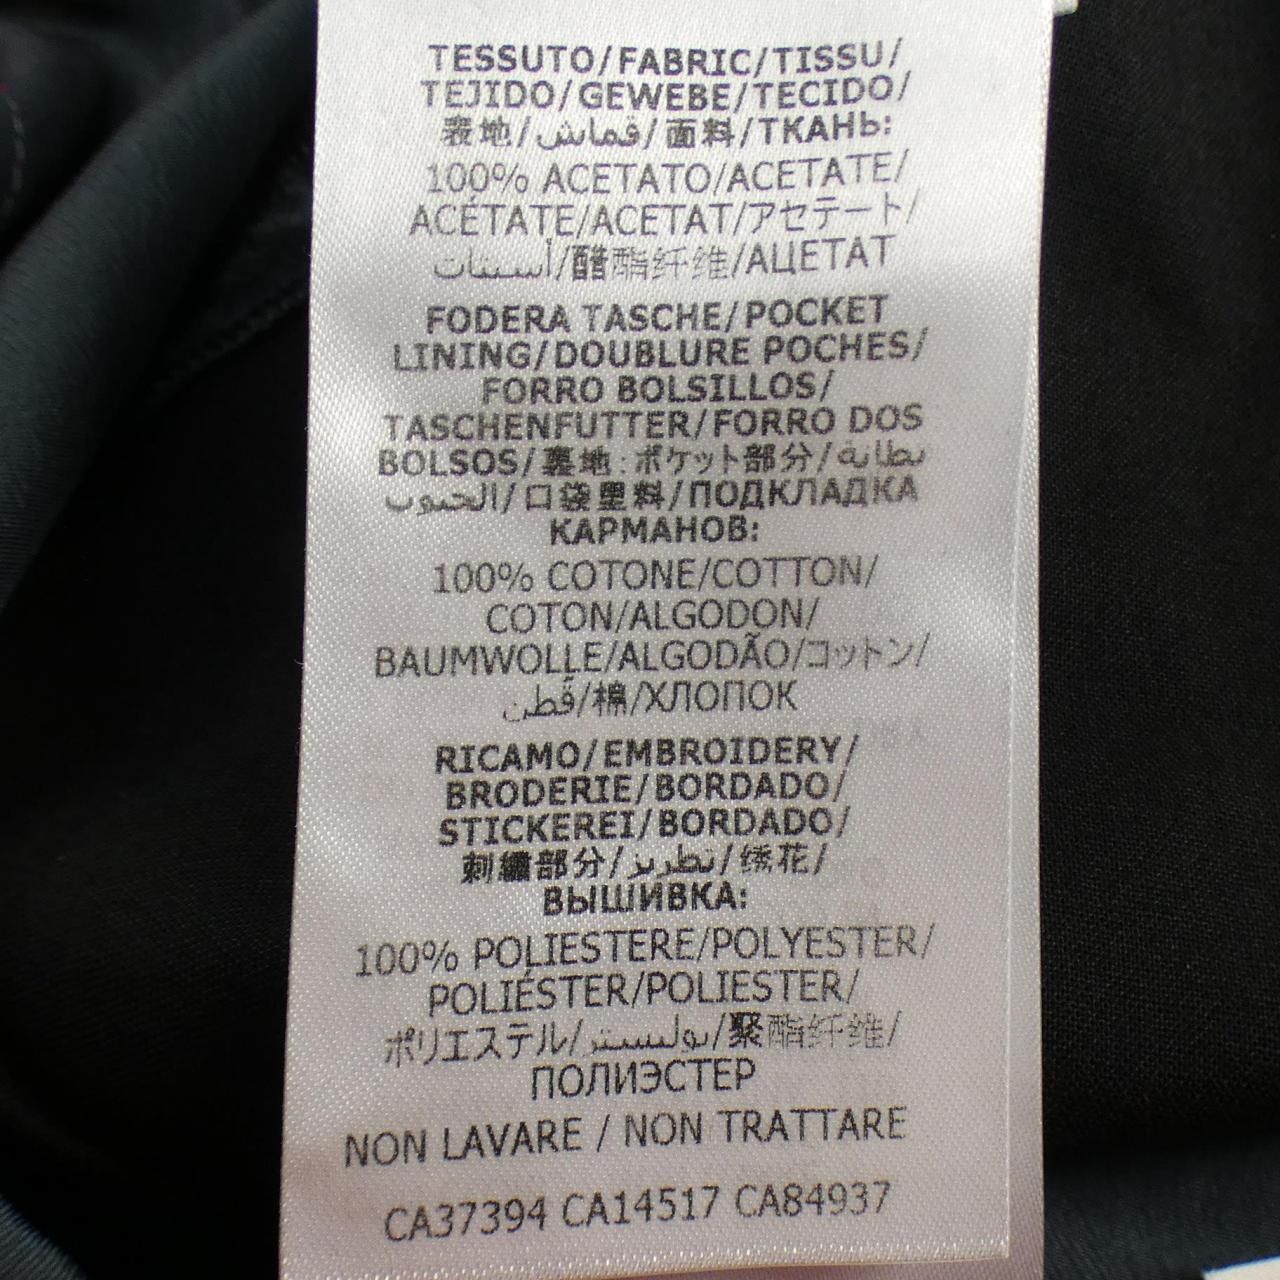 TESSUTO/FABRIC/TISSU/
TEJIDO/GEWEBE/TECIDO/
表地/قماش/面料/ТКАНЬ:
100% ACETATO/ACETATE/
ACÉTATE/ACETAT/アセテート/
أسيتات/醋酯纤维/АЦЕТАТ
FODERA TASCHE/POCKET
LINING/DOUBLURE POCHES/
FORRO BOLSILLOS/
TASCHENFUTTER/FORRO DOS
BOLSOS/裏地:ポケット部分/بطانة
الجيوب/口袋里料/ПОДКЛАДКА
КАРМАНОВ:
100% COTONE/COTTON/
COTON/ALGODON/
BAUMWOLLE/ALGODÃO/コットン/
قطن/棉/ХЛОПОК
RICAMO/EMBROIDERY/
BRODERIE/BORDADO/
STICKEREI/BORDADO/
刺繍部分/تطريز/绣花/
ВЫШИВКА:
100% POLIESTERE/POLYESTER/
POLIÉSTER/POLIESTER/
ポリエステル/بوليستر/聚酯纤维/
ПОЛИЭСТЕР
NON LAVARE / NON TRATTARE
CA37394 CA14517 CA84937